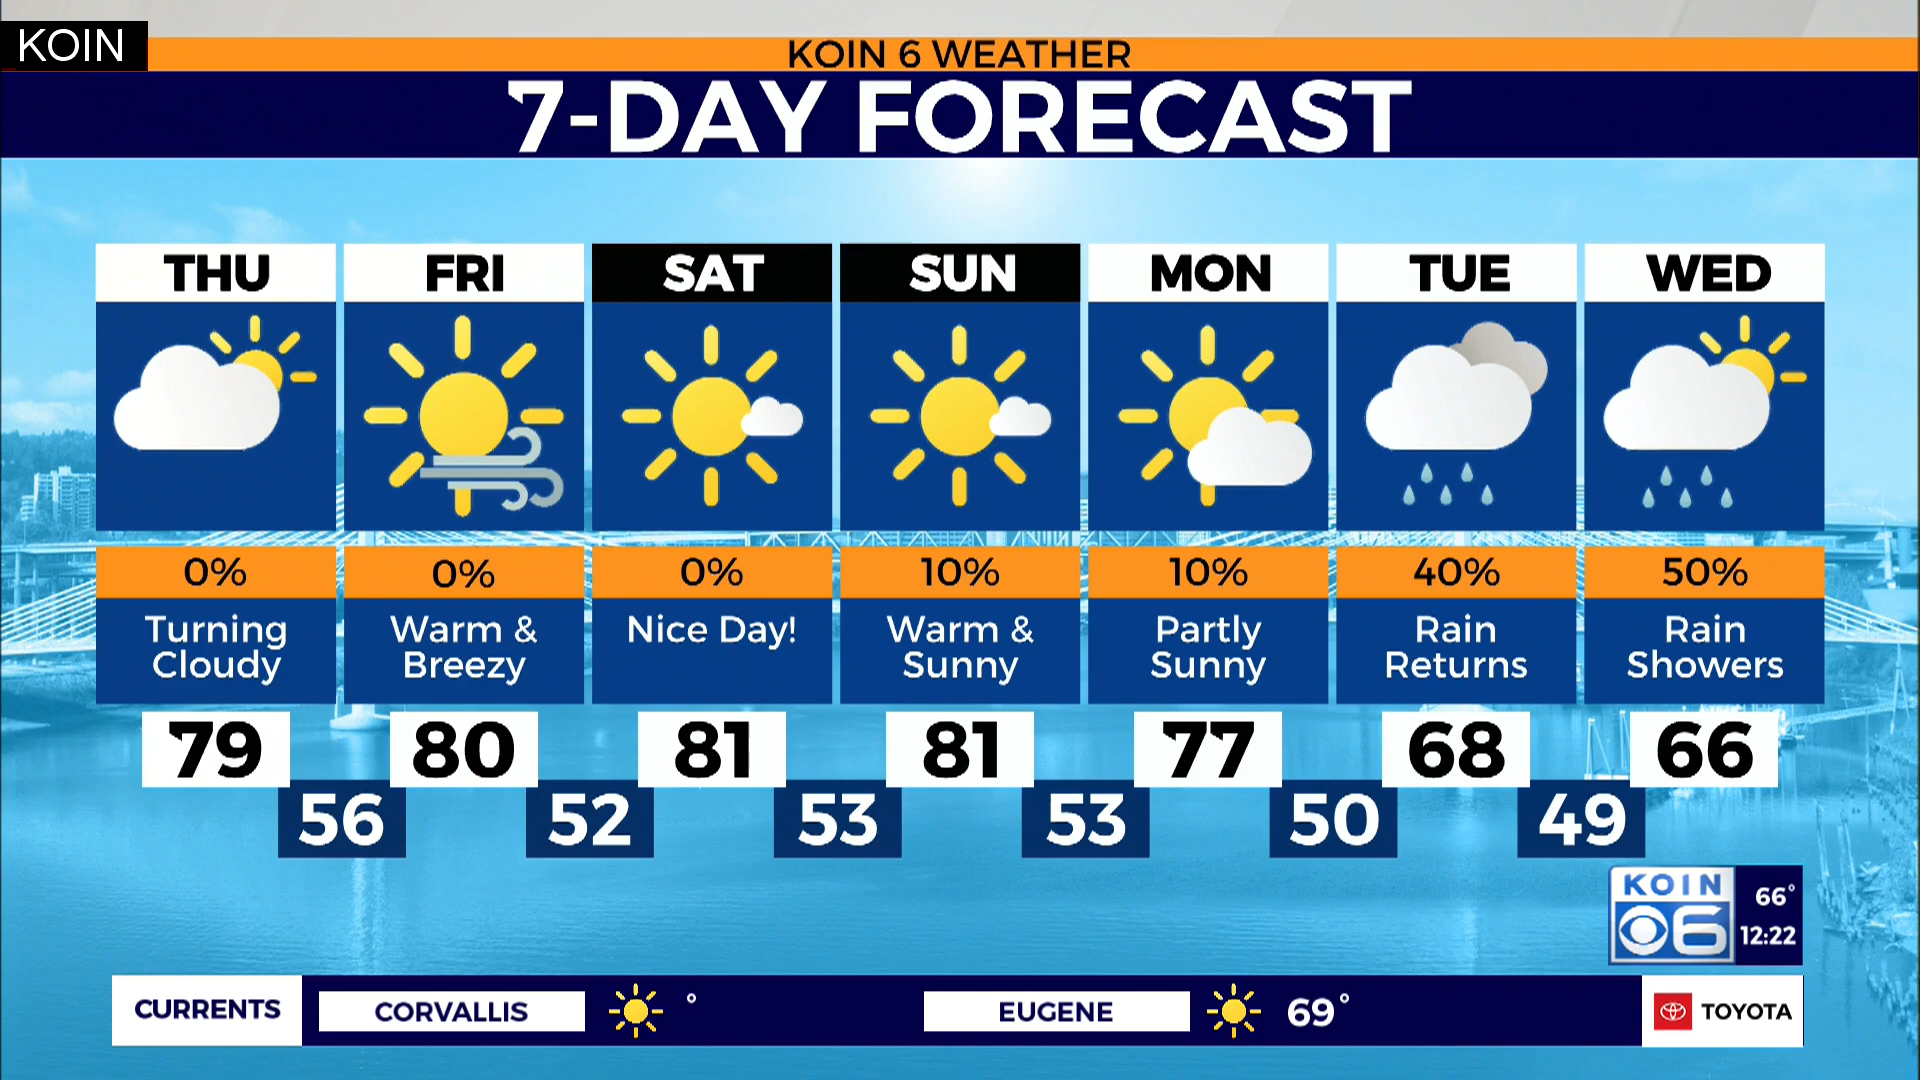 KOIN
KOIN 6 WEATHER
7-DAY FORECAST
THU
FRI
SAT
SUN
MON
TUE
WED
0%
0%
0%
10%
10%
40%
50%
Turning
Cloudy
Warm &
Breezy
Nice Day!
Warm &
Sunny
Partly
Sunny
Rain
Returns
Rain
Showers
79
80
81
81
77
68
66
56
52
53
53
50
49
KOIN
6
66°
12:22
CURRENTS
CORVALLIS
°
EUGENE
69°
TOYOTA